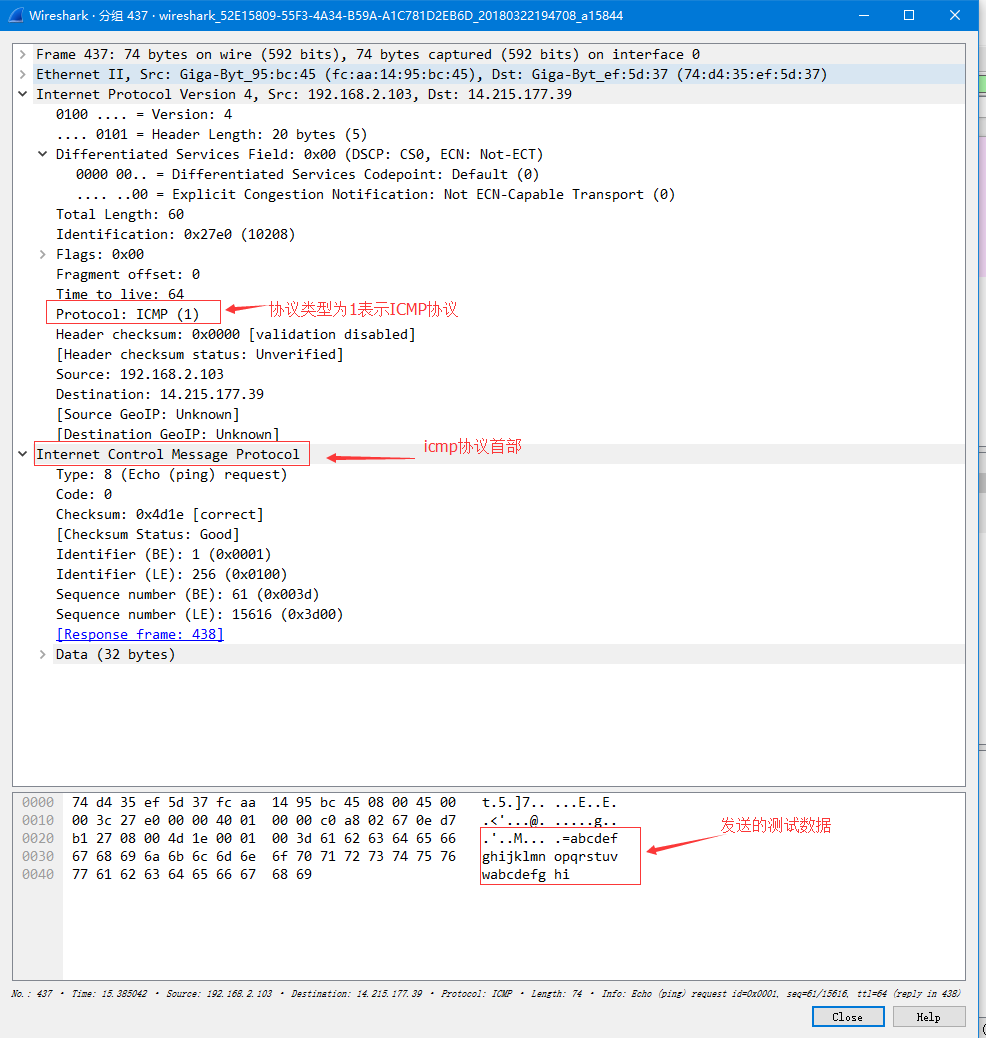 Wireshark · 分组 437 · wireshark_52E15809-55F3-4A34-B59A-A1C781D2EB6D_20180322194708_a15844
Frame 437: 74 bytes on wire (592 bits), 74 bytes captured (592 bits) on interface 0
Ethernet II, Src: Giga-Byt_95:bc:45 (fc:aa:14:95:bc:45), Dst: Giga-Byt_ef:5d:37 (74:d4:35:ef:5d:37)
Internet Protocol Version 4, Src: 192.168.2.103, Dst: 14.215.177.39
0100 .... = Version: 4
.... 0101 = Header Length: 20 bytes (5)
Differentiated Services Field: 0x00 (DSCP: CS0, ECN: Not-ECT)
0000 00.. = Differentiated Services Codepoint: Default (0)
.... ..00 = Explicit Congestion Notification: Not ECN-Capable Transport (0)
Total Length: 60
Identification: 0x27e0 (10208)
Flags: 0x00
Fragment offset: 0
Time to live: 64
Protocol: ICMP (1)
协议类型为1表示ICMP协议
Header checksum: 0x0000 [validation disabled]
[Header checksum status: Unverified]
Source: 192.168.2.103
Destination: 14.215.177.39
[Source GeoIP: Unknown]
[Destination GeoIP: Unknown]
Internet Control Message Protocol
icmp协议首部
Type: 8 (Echo (ping) request)
Code: 0
Checksum: 0x4d1e [correct]
[Checksum Status: Good]
Identifier (BE): 1 (0x0001)
Identifier (LE): 256 (0x0100)
Sequence number (BE): 61 (0x003d)
Sequence number (LE): 15616 (0x3d00)
[Response frame: 438]
Data (32 bytes)
0000 74 d4 35 ef 5d 37 fc aa 14 95 bc 45 08 00 45 00 t.5.]7.. ...E..E.
0010 00 3c 27 e0 00 00 40 01 00 00 c0 a8 02 67 0e d7 .<'...@. .....g..
0020 b1 27 08 00 4d 1e 00 01 00 3d 61 62 63 64 65 66 .'..M... .=abcdef
0030 67 68 69 6a 6b 6c 6d 6e 6f 70 71 72 73 74 75 76 ghijklmn opqrstuv
0040 77 61 62 63 64 65 66 67 68 69 wabcdefg hi
发送的测试数据
No.: 437 · Time: 15.385042 · Source: 192.168.2.103 · Destination: 14.215.177.39 · Protocol: ICMP · Length: 74 · Info: Echo (ping) request id=0x0001, seq=61/15616, ttl=64 (reply in 438)
Close
Help